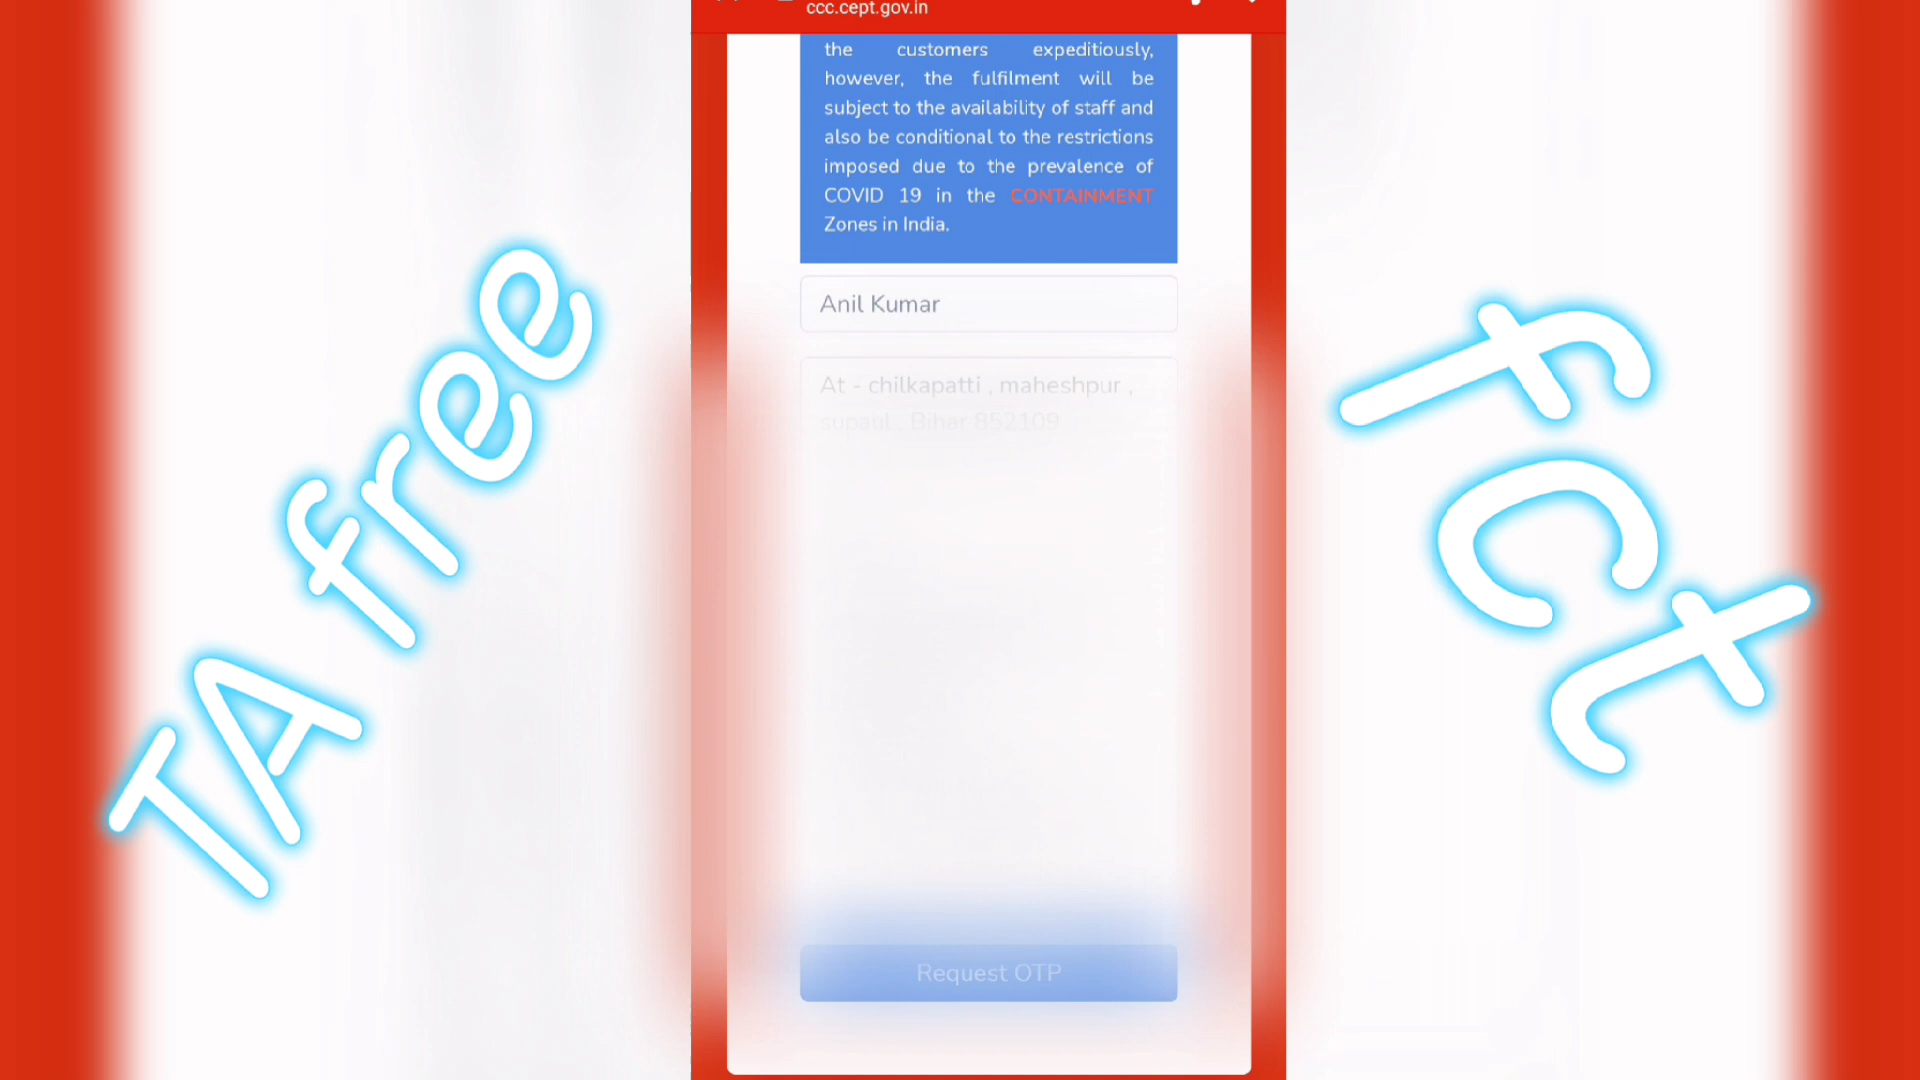 ccc.cept.gov.in
the customers expeditiously,
however, the fulfilment will be
subject to the availability of staff and
also be conditional to the restrictions
imposed due to the prevalence of
COVID 19 in the CONTAINMENT
Zones in India.
Anil Kumar
At - chilkapatti , maheshpur ,
supaul , Bihar 852109
Request OTP
TA free
fct